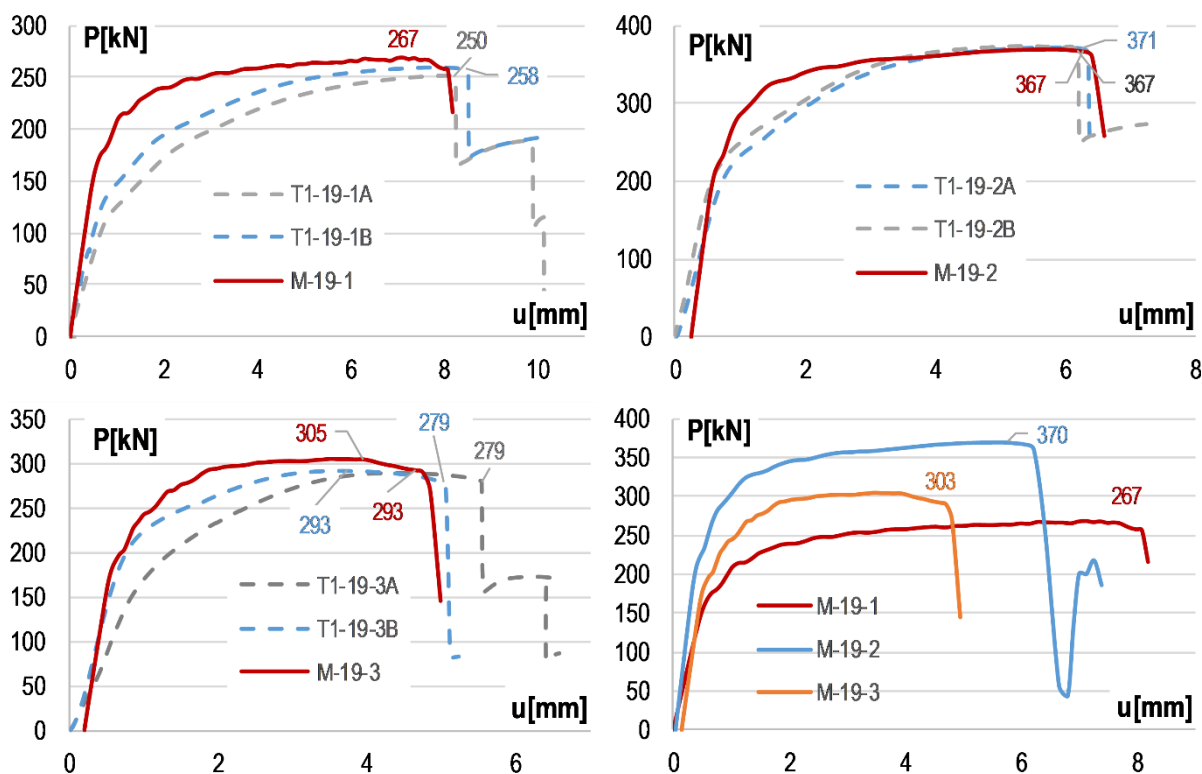 P[kN]
300
250
200
150
100
50
0
267
250
258
T1-19-1A
T1-19-1B
M-19-1
u[mm]
0 2 4 6 8 10
P[kN]
400
300
200
100
0
371
367
367
T1-19-2A
T1-19-2B
M-19-2
u[mm]
0 2 4 6 8
P[kN]
350
300
250
200
150
100
50
0
305
279
279
293
293
T1-19-3A
T1-19-3B
M-19-3
u[mm]
0 2 4 6
P[kN]
400
350
300
250
200
150
100
50
0
370
303
267
M-19-1
M-19-2
M-19-3
u[mm]
0 2 4 6 8